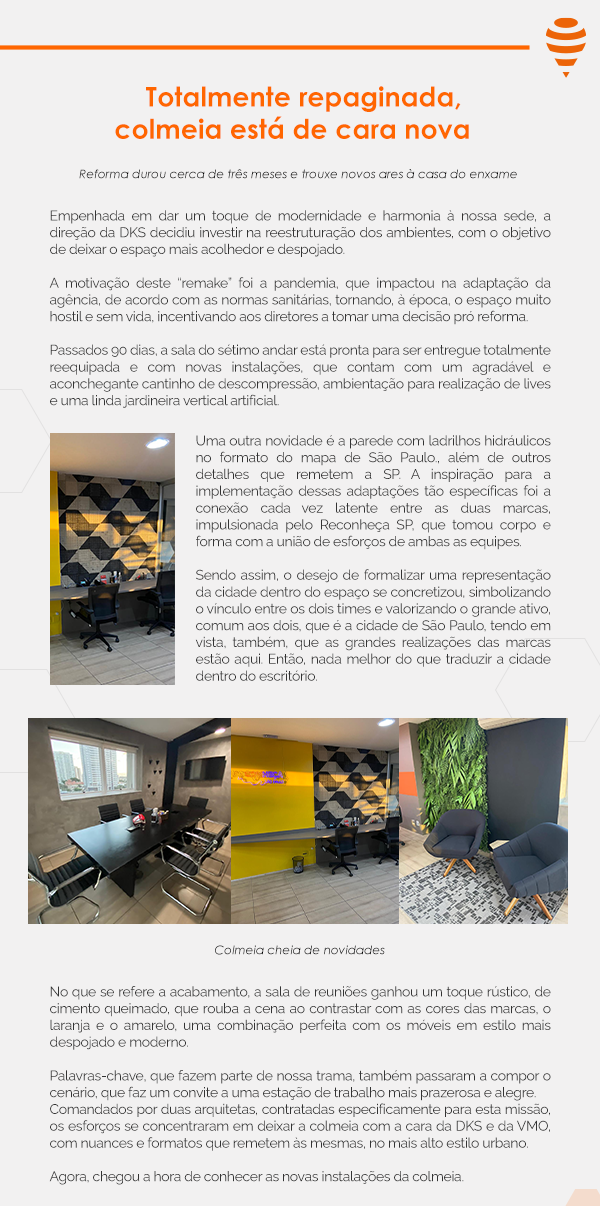 Totalmente repaginada,
colmeia está de cara nova
Reforma durou cerca de três meses e trouxe novos ares à casa do enxame
Empenhada em dar um toque de modernidade e harmonia à nossa sede, a
direção da DKS decidiu investir na reestruturação dos ambientes, com o objetivo
de deixar o espaço mais acolhedor e despojado.
A motivação deste “remake” foi a pandemia, que impactou na adaptação da
agência, de acordo com as normas sanitárias, tornando, à época, o espaço muito
hostil e sem vida, incentivando aos diretores a tomar uma decisão pró reforma.
Passados 90 dias, a sala do sétimo andar está pronta para ser entregue totalmente
reequipada e com novas instalações, que contam com um agradável e
aconchegante cantinho de descompressão, ambientação para realização de lives
e uma linda jardineira vertical artificial.
Uma outra novidade é a parede com ladrilhos hidráulicos
no formato do mapa de São Paulo., além de outros
detalhes que remetem a SP. A inspiração para a
implementação dessas adaptações tão específicas foi a
conexão cada vez latente entre as duas marcas,
impulsionada pelo Reconheça SP, que tomou corpo e
forma com a união de esforços de ambas as equipes.
Sendo assim, o desejo de formalizar uma representação
da cidade dentro do espaço se concretizou, simbolizando
o vínculo entre os dois times e valorizando o grande ativo,
comum aos dois, que é a cidade de São Paulo, tendo em
vista, também, que as grandes realizações das marcas
estão aqui. Então, nada melhor do que traduzir a cidade
dentro do escritório.
Colmeia cheia de novidades
No que se refere a acabamento, a sala de reuniões ganhou um toque rústico, de
cimento queimado, que rouba a cena ao contrastar com as cores das marcas, o
laranja e o amarelo, uma combinação perfeita com os móveis em estilo mais
despojado e moderno.
Palavras-chave, que fazem parte de nossa trama, também passaram a compor o
cenário, que faz um convite a uma estação de trabalho mais prazerosa e alegre.
Comandados por duas arquitetas, contratadas especificamente para esta missão,
os esforços se concentraram em deixar a colmeia com a cara da DKS e da VMO,
com nuances e formatos que remetem às mesmas, no mais alto estilo urbano.
Agora, chegou a hora de conhecer as novas instalações da colmeia.